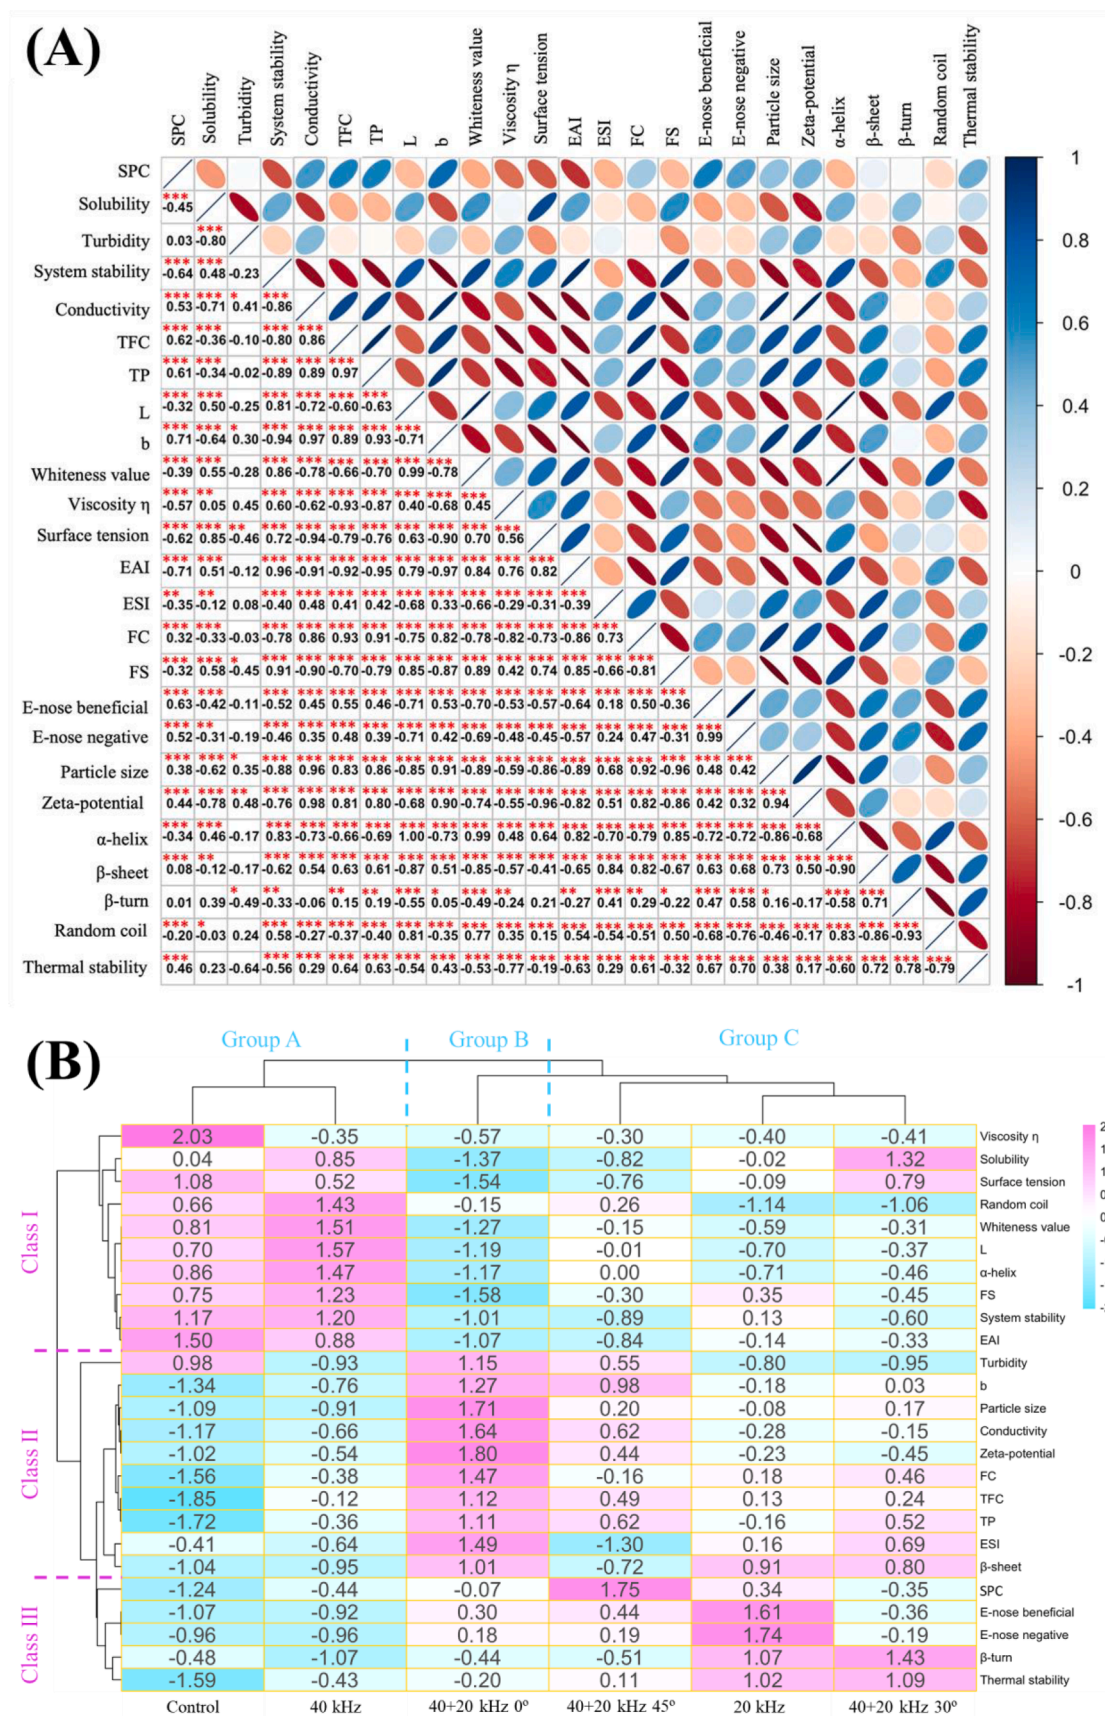 (A)
SPC Solubility Turbidity System stability Conductivity TFC TP L b Whiteness value Viscosity η Surface tension EAI ESI FC FS E-nose beneficial E-nose negative Particle size Zeta-potential α-helix β-sheet β-turn Random coil Thermal stability
SPC
*** 
Solubility -0.45
***
Turbidity 0.03 -0.80
*** ***
System stability -0.64 0.48 -0.23
*** *** * ***
Conductivity 0.53 -0.71 0.41 -0.86
*** *** *** ***
TFC 0.62 -0.36 -0.10 -0.80 0.86
*** *** *** *** ***
TP 0.61 -0.34 -0.02 -0.89 0.89 0.97
*** *** *** *** *** ***
L -0.32 0.50 -0.25 0.81 -0.72 -0.60 -0.63
*** *** * *** *** *** *** ***
b 0.71 -0.64 0.30 -0.94 0.97 0.89 0.93 -0.71
*** *** *** *** *** *** *** ***
Whiteness value -0.39 0.55 -0.28 0.86 -0.78 -0.66 -0.70 0.99 -0.78
Viscosity η -0.57 0.05 0.45 0.60 -0.62 -0.93 -0.87 0.40 -0.68 0.45
Surface tension -0.62 0.85 -0.46 0.72 -0.94 -0.79 -0.76 0.63 -0.90 0.70 0.56
EAI -0.71 0.51 -0.12 0.96 -0.91 -0.92 -0.95 0.79 -0.97 0.84 0.76 0.82
ESI -0.35 -0.12 0.08 -0.40 0.48 0.41 0.42 -0.68 0.33 -0.66 -0.29 -0.31 -0.39
FC 0.32 -0.33 -0.03 -0.78 0.86 0.93 0.91 -0.75 0.82 -0.78 -0.82 -0.73 -0.86 0.73
FS -0.32 0.58 -0.45 0.91 -0.90 -0.70 -0.79 0.85 -0.87 0.89 0.42 0.74 0.85 -0.66 -0.81
E-nose beneficial 0.63 -0.42 -0.11 -0.52 0.45 0.55 0.46 -0.71 0.53 -0.70 -0.53 -0.57 -0.64 0.18 0.50 -0.36
E-nose negative 0.52 -0.31 -0.19 -0.46 0.35 0.48 0.39 -0.71 0.42 -0.69 -0.48 -0.45 -0.57 0.24 0.47 -0.31 0.99
Particle size 0.38 -0.62 0.35 -0.88 0.96 0.83 0.86 -0.85 0.91 -0.89 -0.59 -0.86 -0.89 0.68 0.92 -0.96 0.48 0.42
Zeta-potential 0.44 -0.78 0.48 -0.76 0.98 0.81 0.80 -0.68 0.90 -0.74 -0.55 -0.96 -0.82 0.51 0.82 -0.86 0.42 0.32 0.94
α-helix -0.34 0.46 -0.17 0.83 -0.73 -0.66 -0.69 1.00 -0.73 0.99 0.48 0.64 0.82 -0.70 -0.79 0.85 -0.72 -0.72 -0.86 -0.68
β-sheet 0.08 -0.12 -0.17 -0.62 0.54 0.63 0.61 -0.87 0.51 -0.85 -0.57 -0.41 -0.65 0.84 0.82 -0.67 0.63 0.68 0.73 0.50 -0.90
β-turn 0.01 0.39 -0.49 -0.33 -0.06 0.15 0.19 -0.55 0.05 -0.49 -0.24 0.21 -0.27 0.41 0.29 -0.22 0.47 0.58 0.16 -0.17 -0.58 0.71
Random coil -0.20 -0.03 0.24 0.58 -0.27 -0.37 -0.40 0.81 -0.35 0.77 0.35 0.15 0.54 -0.54 -0.51 0.50 -0.68 -0.76 -0.46 -0.17 0.83 -0.86 -0.93
Thermal stability 0.46 0.23 -0.64 -0.56 0.29 0.64 0.63 -0.54 0.43 -0.53 -0.77 -0.19 -0.63 0.29 0.61 -0.32 0.67 0.70 0.38 0.17 -0.60 0.72 0.78 -0.79
1
0.8
0.6
0.4
0.2
0
-0.2
-0.4
-0.6
-0.8
-1
(B)
Group A Group B Group C
Class I
Class II
Class III
2.03 -0.35 -0.57 -0.30 -0.40 -0.41 Viscosity η
0.04 0.85 -1.37 -0.82 -0.02 1.32 Solubility
1.08 0.52 -1.54 -0.76 -0.09 0.79 Surface tension
0.66 1.43 -0.15 0.26 -1.14 -1.06 Random coil
0.81 1.51 -1.27 -0.15 -0.59 -0.31 Whiteness value
0.70 1.57 -1.19 -0.01 -0.70 -0.37 L
0.86 1.47 -1.17 0.00 -0.71 -0.46 α-helix
0.75 1.23 -1.58 -0.30 0.35 -0.45 FS
1.17 1.20 -1.01 -0.89 0.13 -0.60 System stability
1.50 0.88 -1.07 -0.84 -0.14 -0.33 EAI
0.98 -0.93 1.15 0.55 -0.80 -0.95 Turbidity
-1.34 -0.76 1.27 0.98 -0.18 0.03 b
-1.09 -0.91 1.71 0.20 -0.08 0.17 Particle size
-1.17 -0.66 1.64 0.62 -0.28 -0.15 Conductivity
-1.02 -0.54 1.80 0.44 -0.23 -0.45 Zeta-potential
-1.56 -0.38 1.47 -0.16 0.18 0.46 FC
-1.85 -0.12 1.12 0.49 0.13 0.24 TFC
-1.72 -0.36 1.11 0.62 -0.16 0.52 TP
-0.41 -0.64 1.49 -1.30 0.16 0.69 ESI
-1.04 -0.95 1.01 -0.72 0.91 0.80 β-sheet
-1.24 -0.44 -0.07 1.75 0.34 -0.35 SPC
-1.07 -0.92 0.30 0.44 1.61 -0.36 E-nose beneficial
-0.96 -0.96 0.18 0.19 1.74 -0.19 E-nose negative
-0.48 -1.07 -0.44 -0.51 1.07 1.43 β-turn
-1.59 -0.43 -0.20 0.11 1.02 1.09 Thermal stability
Control 40 kHz 40+20 kHz 0° 40+20 kHz 45° 20 kHz 40+20 kHz 30°